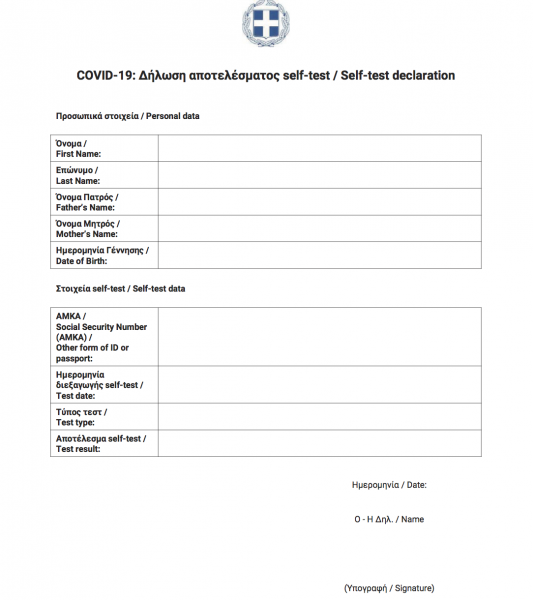 COVID-19: Δήλωση αποτελέσματος self-test / Self-test declaration
Προσωπικά στοιχεία / Personal data
Όνομα /
First Name:
Επώνυμο /
Last Name:
Όνομα Πατρός /
Father's Name:
Όνομα Μητρός /
Mother's Name:
Ημερομηνία Γέννησης /
Date of Birth:
Στοιχεία self-test / Self-test data
ΑΜΚΑ /
Social Security Number
(AMKA) /
Other form of ID or
passport:
Ημερομηνία
διεξαγωγής self-test /
Test date:
Τύπος τεστ /
Test type:
Αποτέλεσμα self-test /
Test result:
Ημερομηνία / Date:
Ο - Η Δηλ. / Name
(Υπογραφή / Signature)